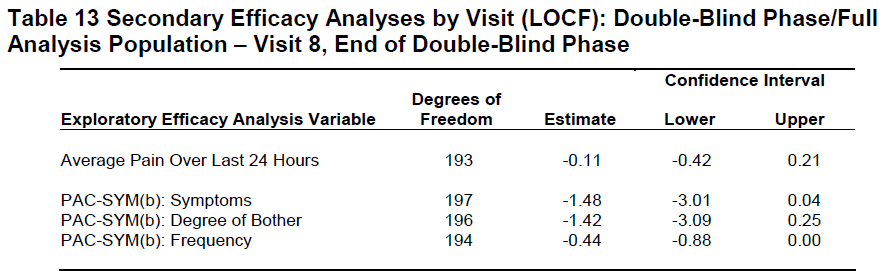 Table 13 Secondary Efficacy Analyses by Visit (LOCF): Double-Blind Phase/Full
Analysis Population – Visit 8, End of Double-Blind Phase
Confidence Interval
Exploratory Efficacy Analysis Variable Degrees of Freedom Estimate Lower Upper
Average Pain Over Last 24 Hours 193 -0.11 -0.42 0.21
PAC-SYM(b): Symptoms 197 -1.48 -3.01 0.04
PAC-SYM(b): Degree of Bother 196 -1.42 -3.09 0.25
PAC-SYM(b): Frequency 194 -0.44 -0.88 0.00